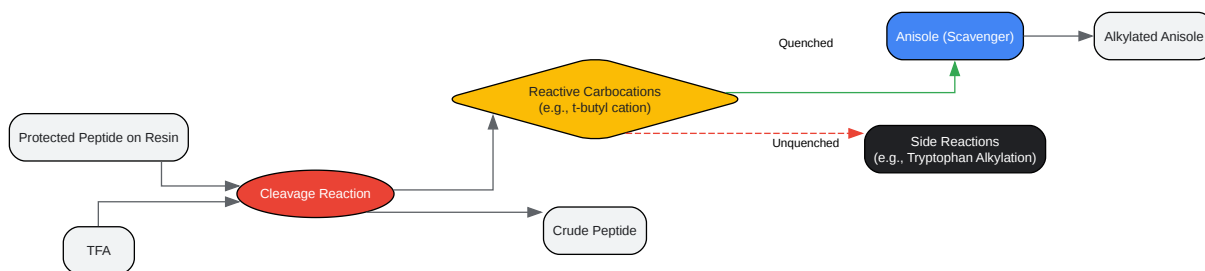 Quenched
Anisole (Scavenger)
Alkylated Anisole
Reactive Carbocations
(e.g., t-butyl cation)
Protected Peptide on Resin
Unquenched
Side Reactions
(e.g., Tryptophan Alkylation)
Cleavage Reaction
Crude Peptide
TFA